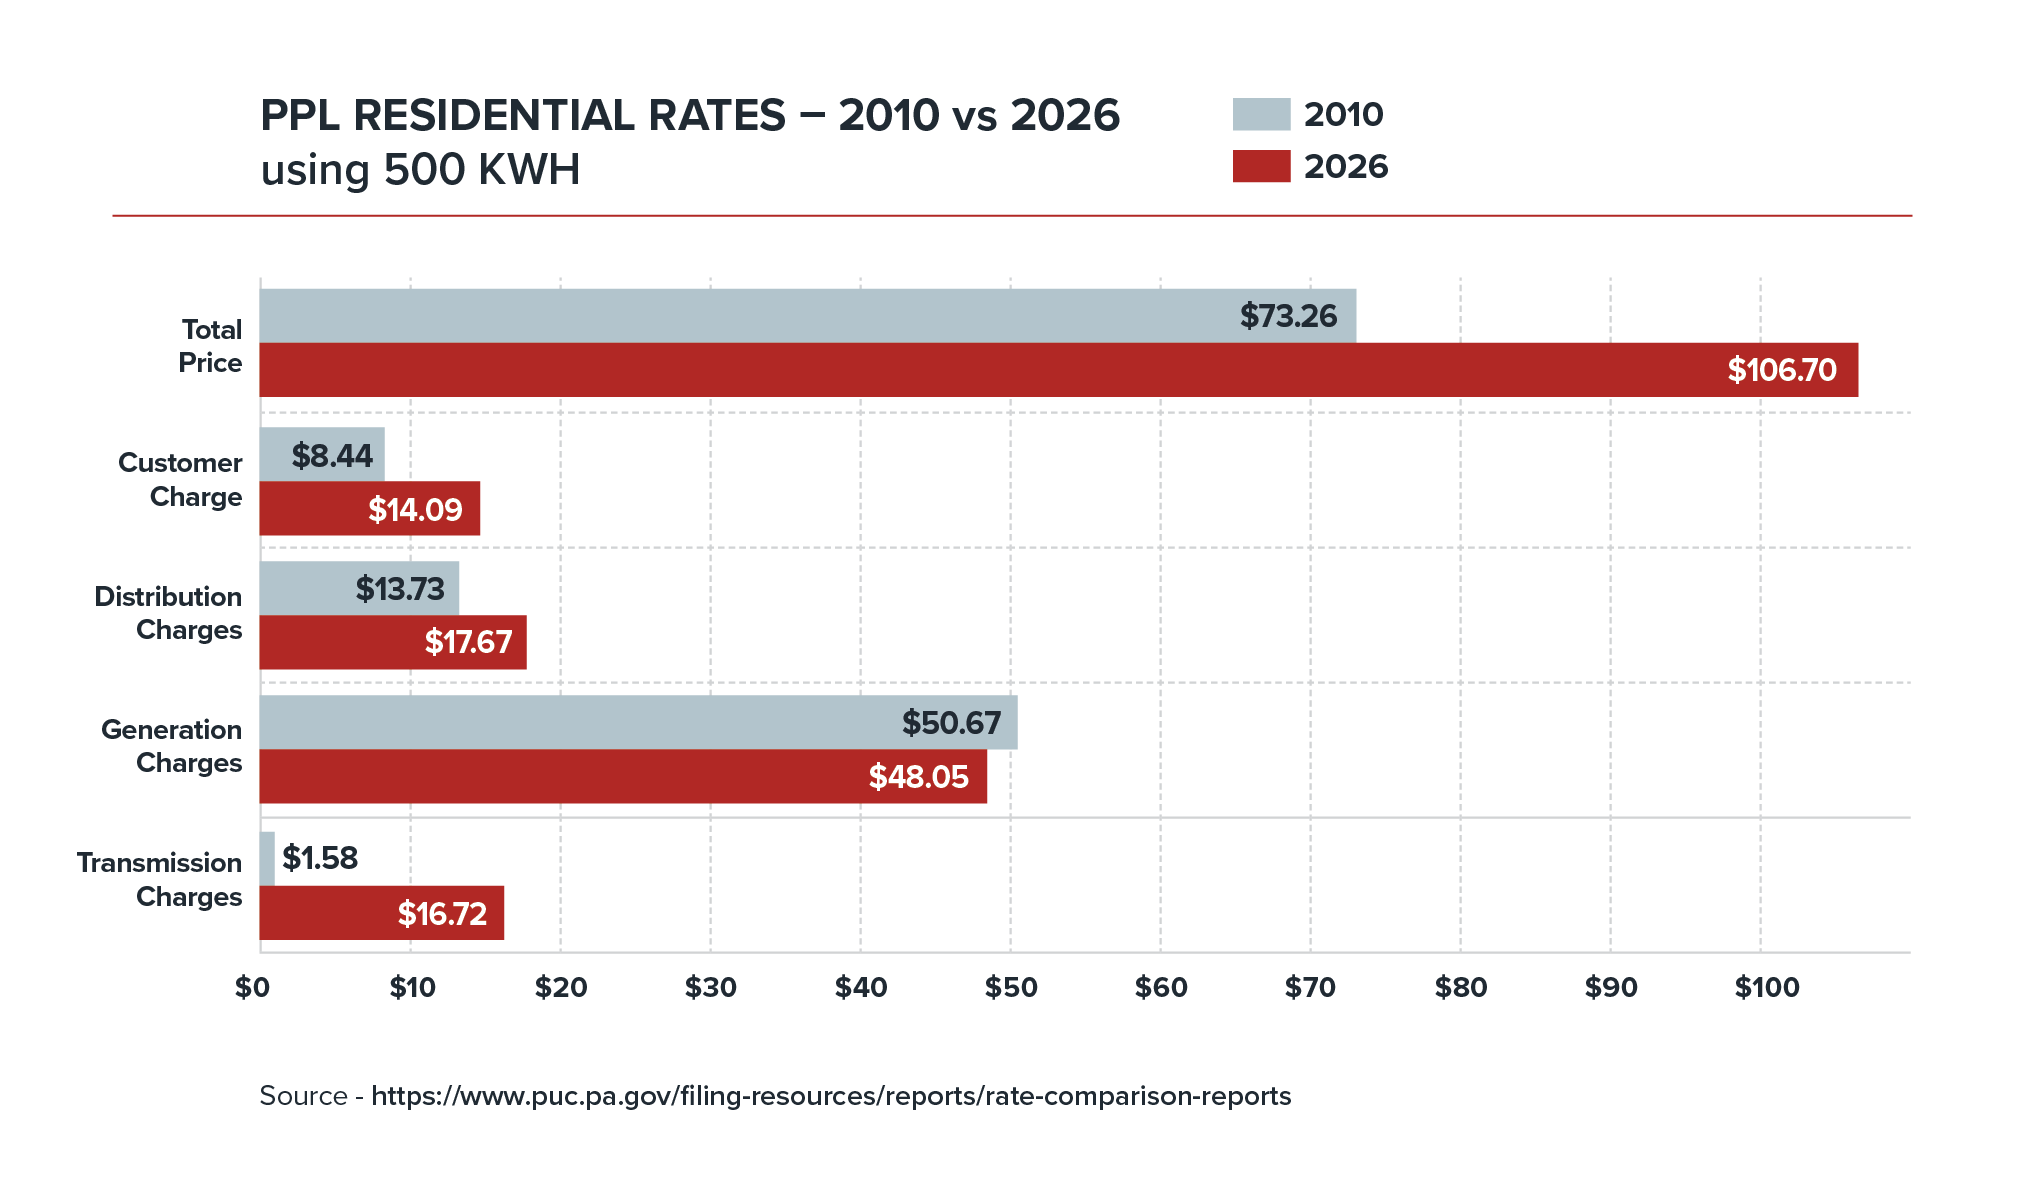 PPL RESIDENTIAL RATES – 2010 vs 2026
using 500 KWH
2010
2026
Total
Price
$73.26
$106.70
Customer
Charge
$8.44
$14.09
Distribution
Charges
$13.73
$17.67
Generation
Charges
$50.67
$48.05
Transmission
Charges
$1.58
$16.72
$0 $10 $20 $30 $40 $50 $60 $70 $80 $90 $100
Source - https://www.puc.pa.gov/filing-resources/reports/rate-comparison-reports